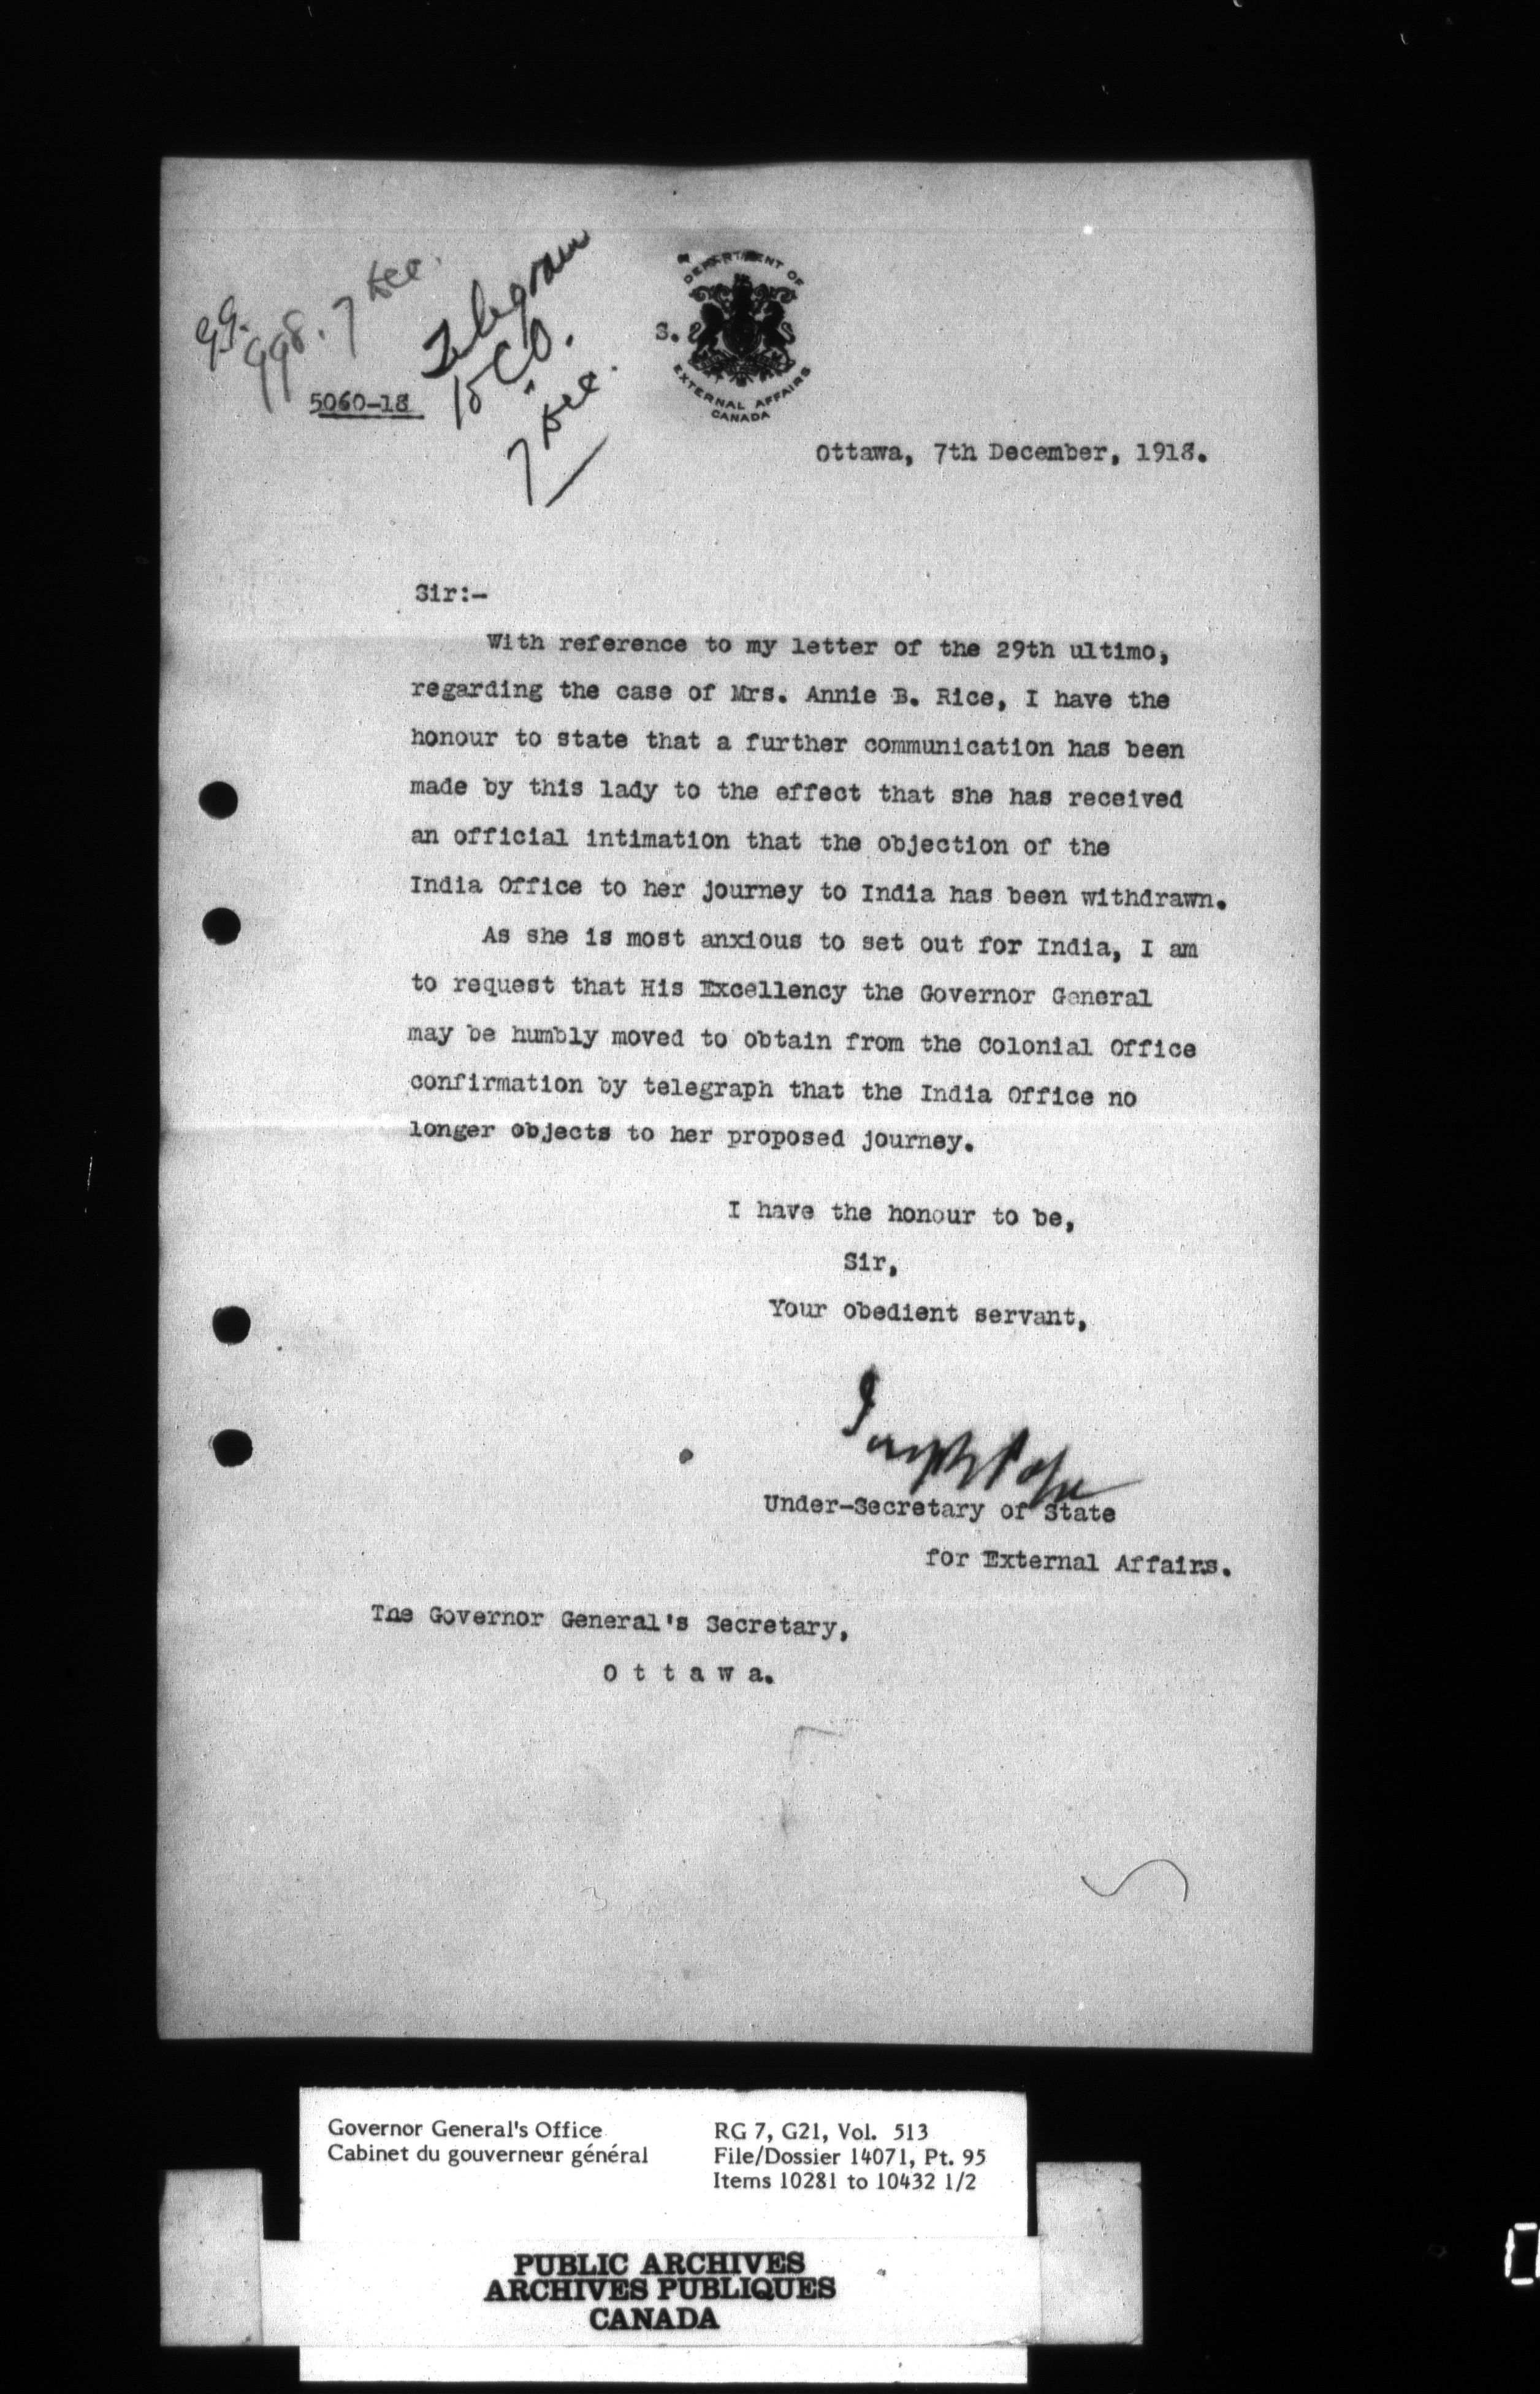 99.
998. 7 Dec.
Telegram
to C.O.
7 Dec.
DEPARTMENT OF
S.
EXTERNAL AFFAIRS
CANADA
5060-18
Ottawa, 7th December, 1918.
Sir:-
With reference to my letter of the 29th ultimo,
regarding the case of Mrs. Annie B. Rice, I have the
honour to state that a further communication has been
made by this lady to the effect that she has received
an official intimation that the objection of the
India Office to her journey to India has been withdrawn.
As she is most anxious to set out for India, I am
to request that His Excellency the Governor General
may be humbly moved to obtain from the Colonial Office
confirmation by telegraph that the India Office no
longer objects to her proposed journey.
I have the honour to be,
Sir,
Your obedient servant,
Joseph Pope
Under-Secretary of State
for External Affairs.
The Governor General's Secretary,
O t t a w a.
Governor General's Office
Cabinet du gouverneur général
RG 7, G21, Vol. 513
File/Dossier 14071, Pt. 95
Items 10281 to 10432 1/2
PUBLIC ARCHIVES
ARCHIVES PUBLIQUES
CANADA